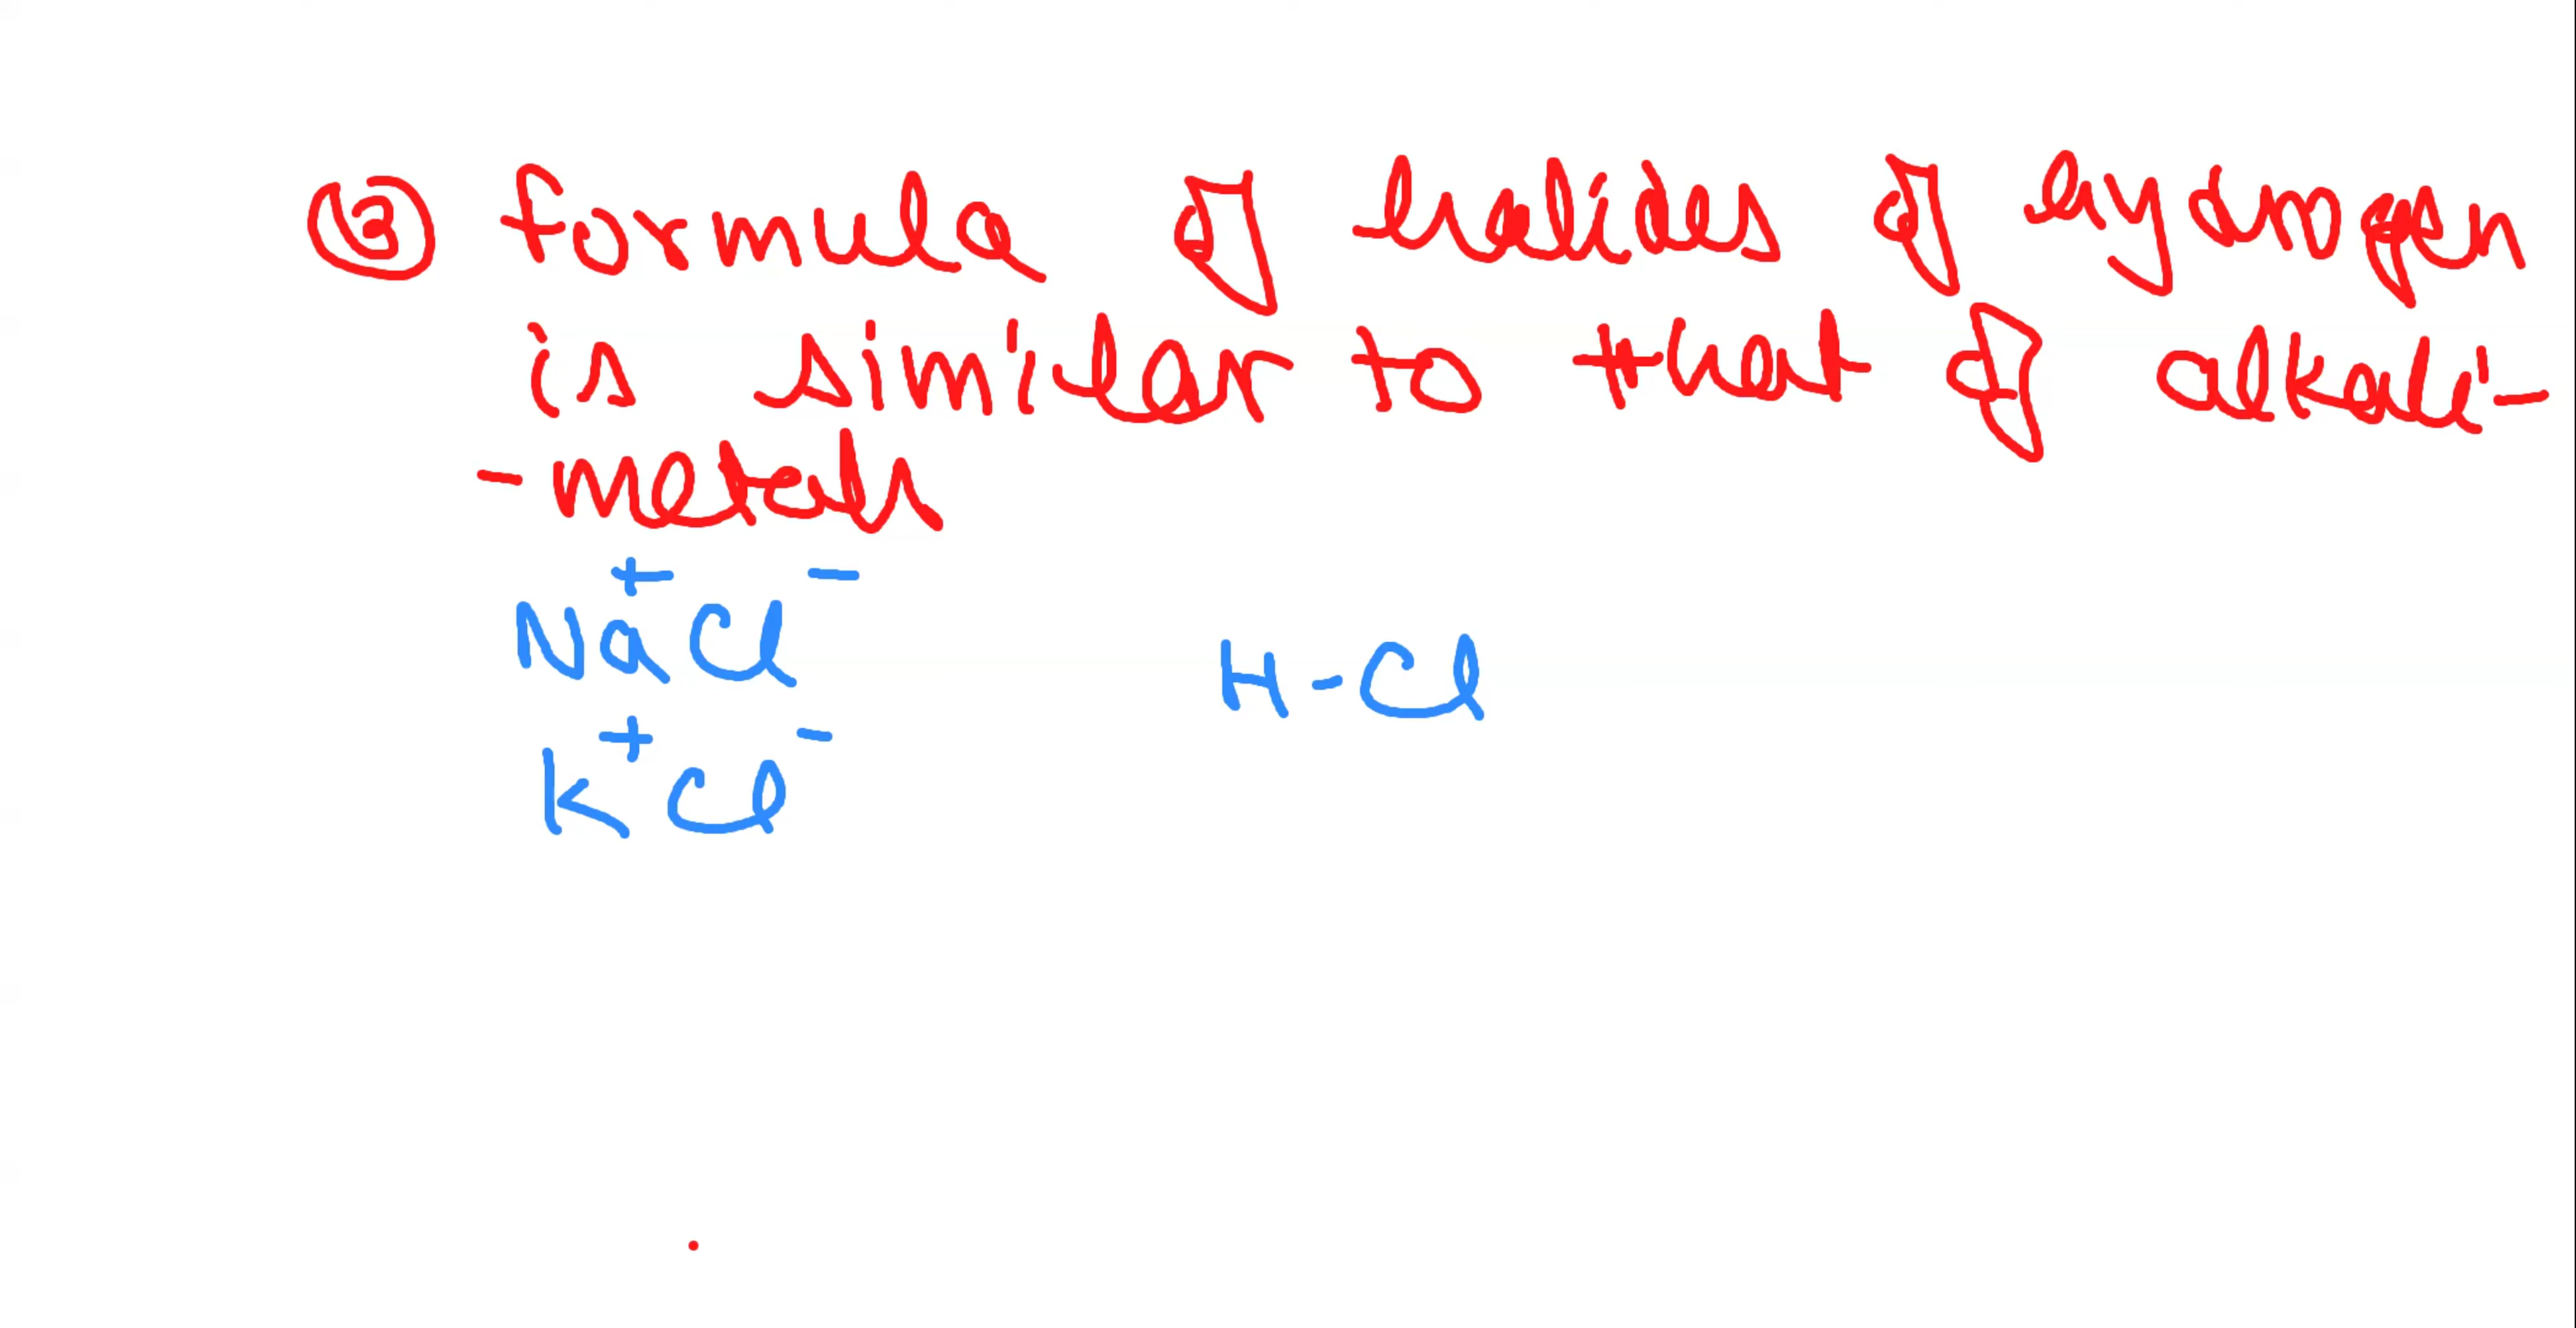 ③ formula of halides of hydrogen
is similar to that of alkali-
-metals
Na⁺Cl⁻
H-Cl
K⁺Cl⁻